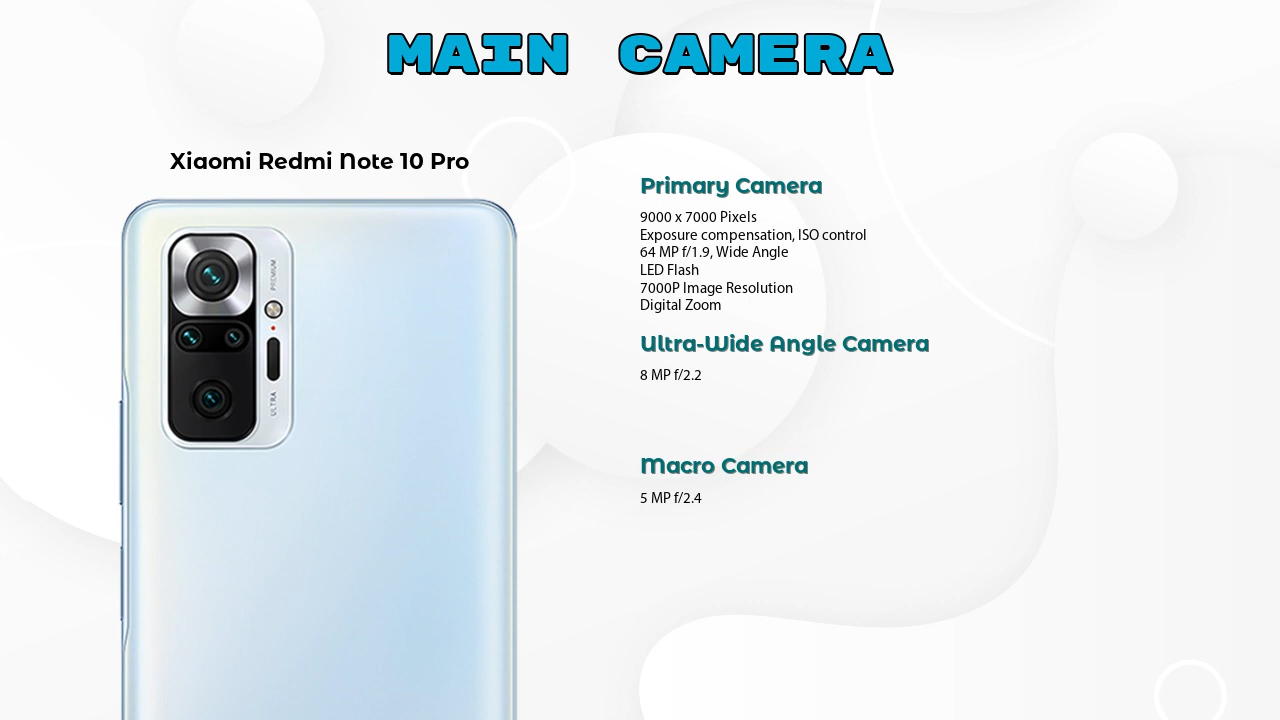 MAIN CAMERA
Xiaomi Redmi Note 10 Pro
PREMIUM
ULTRA
Primary Camera
9000 x 7000 Pixels
Exposure compensation, ISO control
64 MP f/1.9, Wide Angle
LED Flash
7000P Image Resolution
Digital Zoom
Ultra-Wide Angle Camera
8 MP f/2.2
Macro Camera
5 MP f/2.4